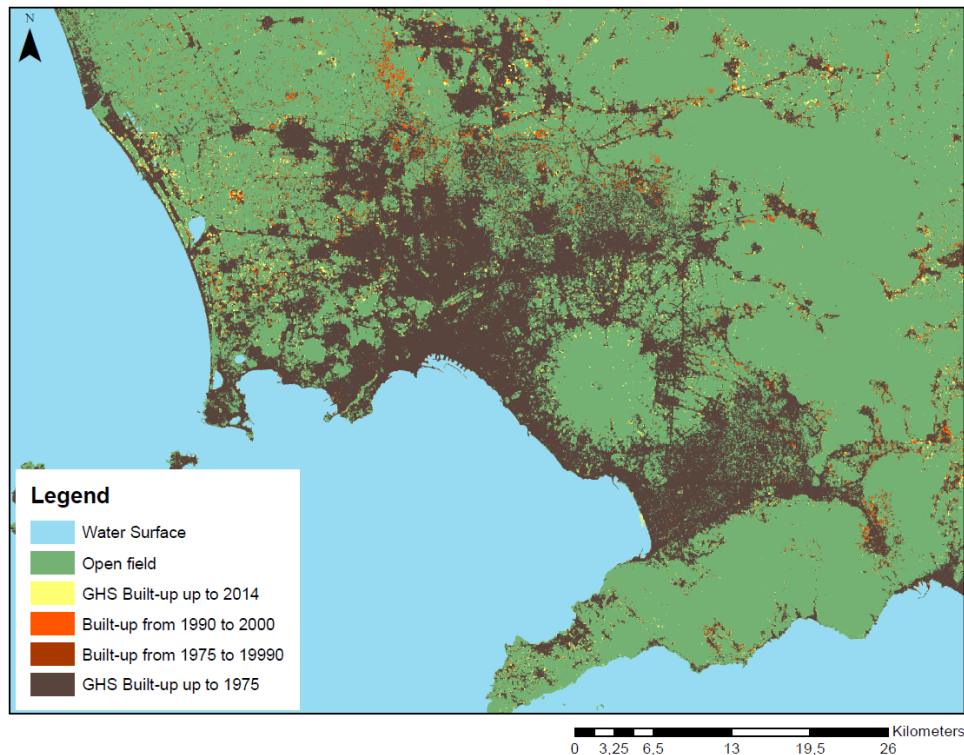 N
Legend
Water Surface
Open field
GHS Built-up up to 2014
Built-up from 1990 to 2000
Built-up from 1975 to 19990
GHS Built-up up to 1975
Kilometers
0 3,25 6,5 13 19,5 26